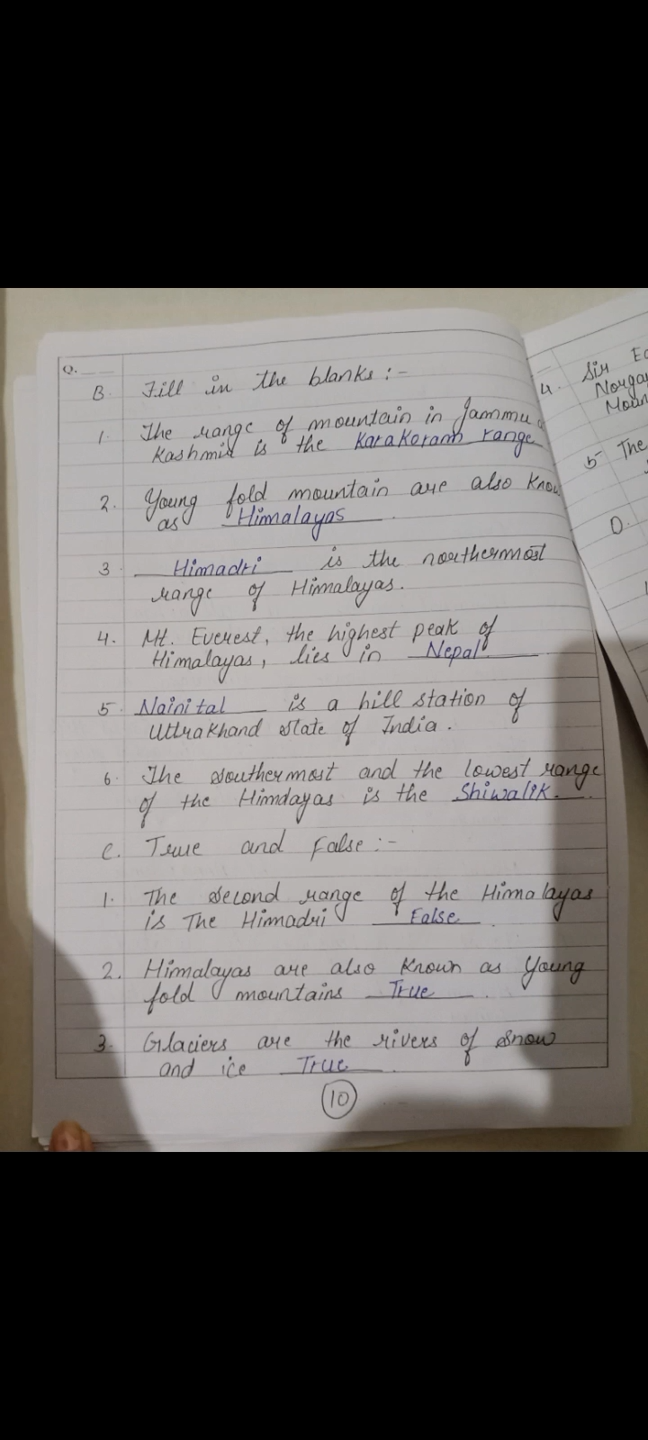 Q.
B. Fill in the blanks :-
1. The range of mountain in Jammu
Kashmir is the Karakoram range
2. Young fold mountain are also
as Himalayas.
3 Himadri is the northermost
range of Himalayas.
4. Mt. Everest, the highest peak of
Himalayas, lies in Nepal.
5. Nainital is a hill station of
Uttrakhand state of India.
6. The southermost and the lowest range
of the Himdayas is the Shiwalik.
C. True and False :-
1. The second range of the Himalayas
is The Himadri False.
2. Himalayas are also known as Young
fold mountains True.
3. Glaciers are the rivers of snow
and ice True.
10
4. Sir
5 The
D.